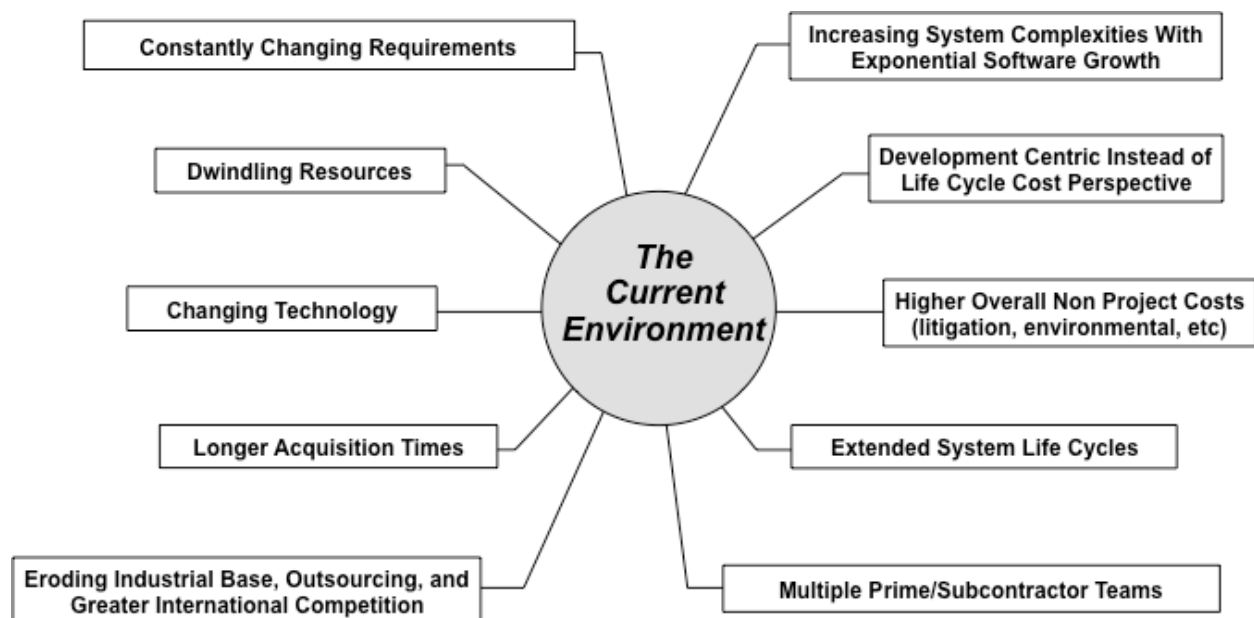 Constantly Changing Requirements
Increasing System Complexities With
Exponential Software Growth
Dwindling Resources
Development Centric Instead of
Life Cycle Cost Perspective
The
Current
Environment
Changing Technology
Higher Overall Non Project Costs
(litigation, environmental, etc)
Longer Acquisition Times
Extended System Life Cycles
Eroding Industrial Base, Outsourcing, and
Greater International Competition
Multiple Prime/Subcontractor Teams